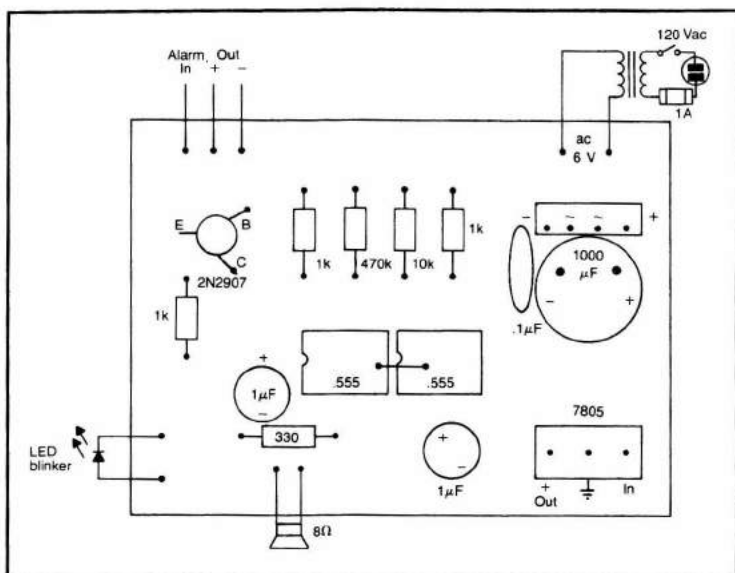 120 Vac
Alarm Out
In + −
1A
ac
6 V
E B
C
2N2907
1k 470k 10k 1k
− ~ ~ +
1000
µF
− +
.1µF
1k
.555 .555
+
1µF
−
330
+
−
1µF
7805
+
Out In
LED
blinker
8Ω